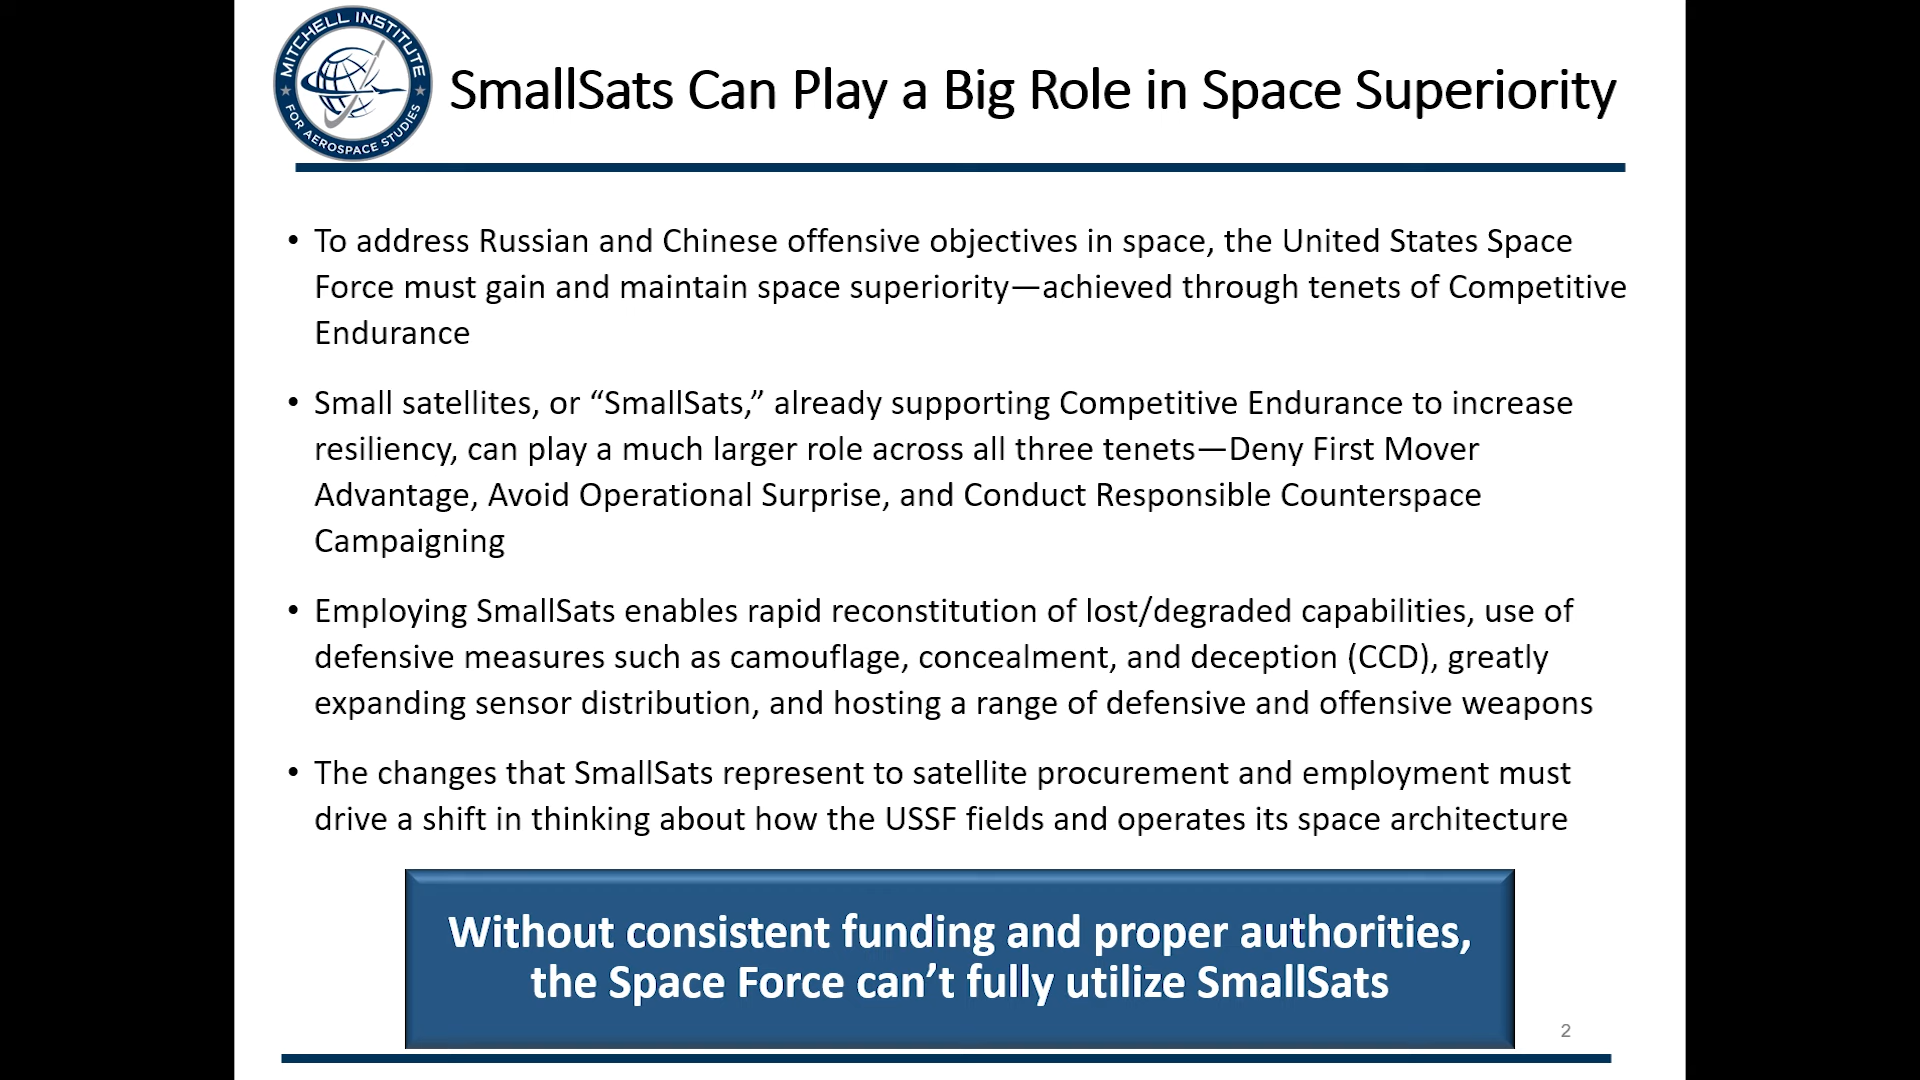 MITCHELL INSTITUTE
FOR AEROSPACE STUDIES
SmallSats Can Play a Big Role in Space Superiority
• To address Russian and Chinese offensive objectives in space, the United States Space
Force must gain and maintain space superiority—achieved through tenets of Competitive
Endurance
• Small satellites, or “SmallSats,” already supporting Competitive Endurance to increase
resiliency, can play a much larger role across all three tenets—Deny First Mover
Advantage, Avoid Operational Surprise, and Conduct Responsible Counterspace
Campaigning
• Employing SmallSats enables rapid reconstitution of lost/degraded capabilities, use of
defensive measures such as camouflage, concealment, and deception (CCD), greatly
expanding sensor distribution, and hosting a range of defensive and offensive weapons
• The changes that SmallSats represent to satellite procurement and employment must
drive a shift in thinking about how the USSF fields and operates its space architecture
Without consistent funding and proper authorities,
the Space Force can’t fully utilize SmallSats
2